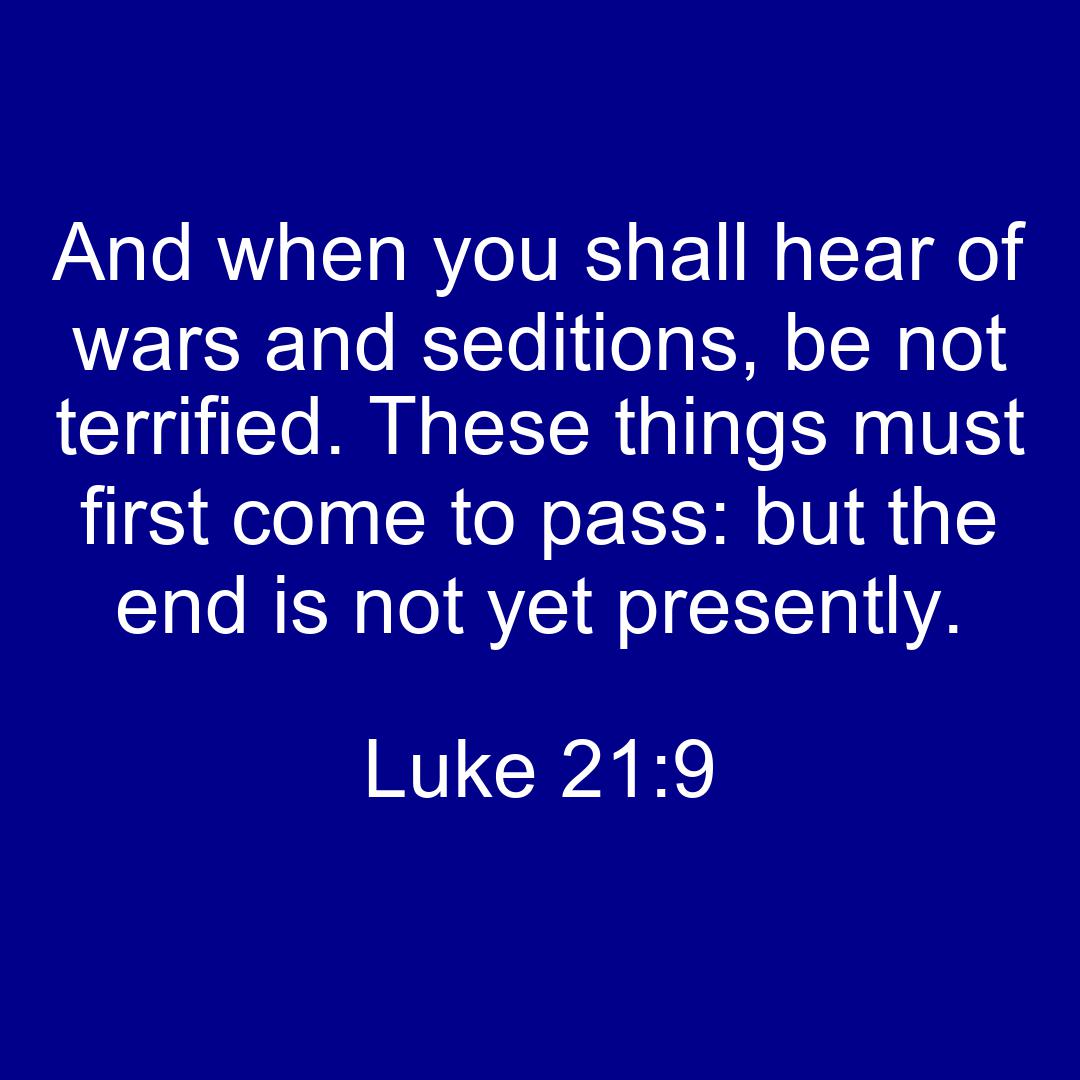 And when you shall hear of
wars and seditions, be not
terrified. These things must
first come to pass: but the
end is not yet presently.
Luke 21:9